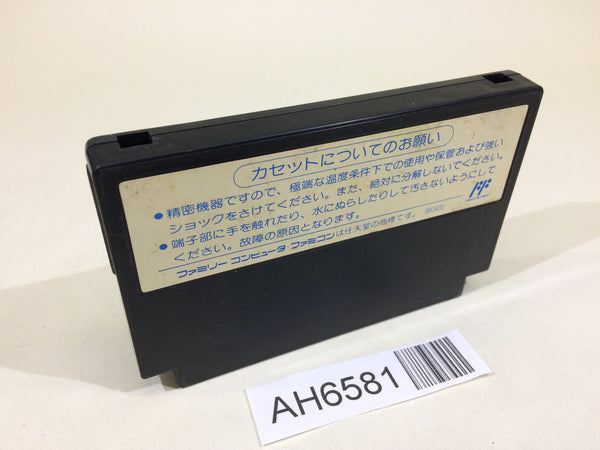 カセットについてのお願い
● 精密機器ですので、極端な温度条件下での使用や保管および強い
ショックをさけてください。また、絶対に分解しないでください。
● 端子部に手を触れたり、水にぬらしたりして汚さないようにして
ください。故障の原因となります。
ファミリー コンピュータ ファミコンは任天堂の商標です。
AH6581